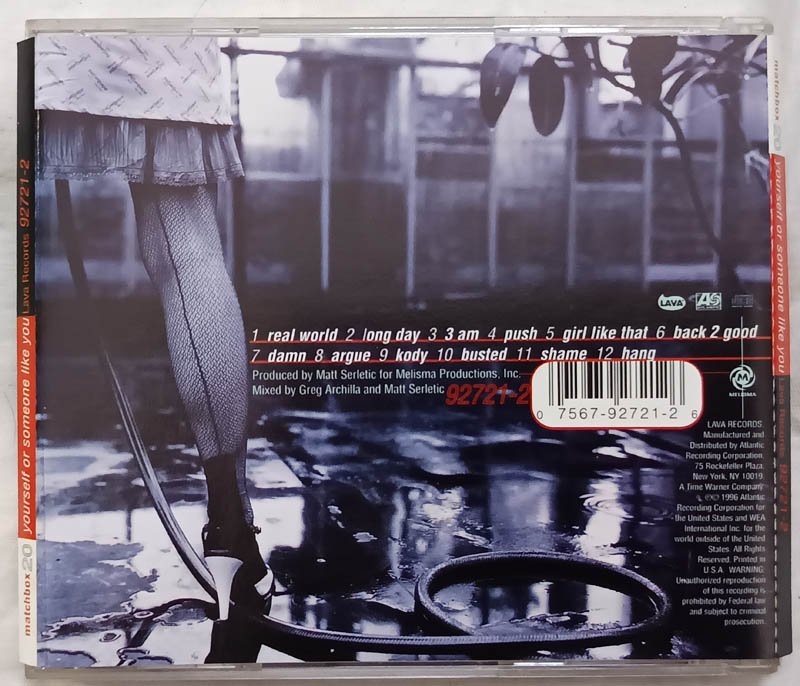 matchbox 20 yourself or someone like you Lava Records 92721-2
LAVA
1 real world 2 long day 3 3 am 4 push 5 girl like that 6 back 2 good
7 damn 8 argue 9 kody 10 busted 11 shame 12 hang
Produced by Matt Serletic for Melisma Productions, Inc.
Mixed by Greg Archilla and Matt Serletic
92721-2
0 7567-92721-2 6
MELISMA
LAVA RECORDS
Manufactured and
Distributed by Atlantic
Recording Corporation,
75 Rockefeller Plaza,
New York, NY 10019.
A Time Warner Company
℗© 1996 Atlantic
Recording Corporation for
the United States and WEA
International Inc. for the
world outside of the United
States. All Rights
Reserved. Printed in
U.S.A. WARNING:
Unauthorized reproduction
of this recording is
prohibited by Federal law
and subject to criminal
prosecution.
matchbox 20 yourself or someone like you Lava Records 92721-2